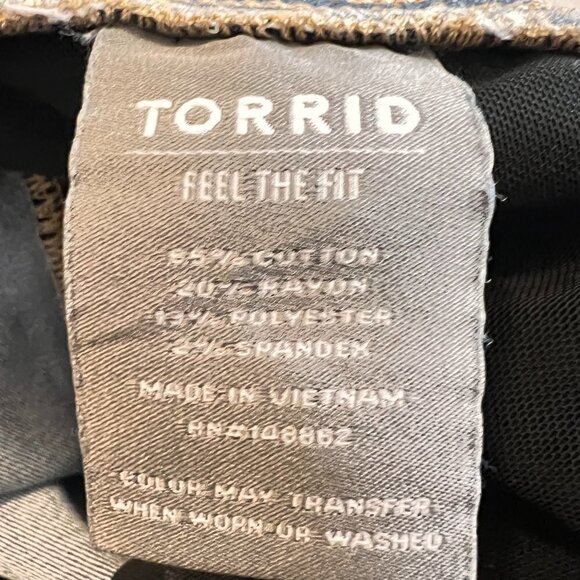 TORRID
FEEL THE FIT
65% COTTON
20% RAYON
13% POLYESTER
2% SPANDEX
MADE IN VIETNAM
RN#148862
COLOR MAY TRANSFER
WHEN WORN OR WASHED